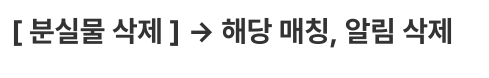 [ 분실물 삭제 ] → 해당 매칭, 알림 삭제